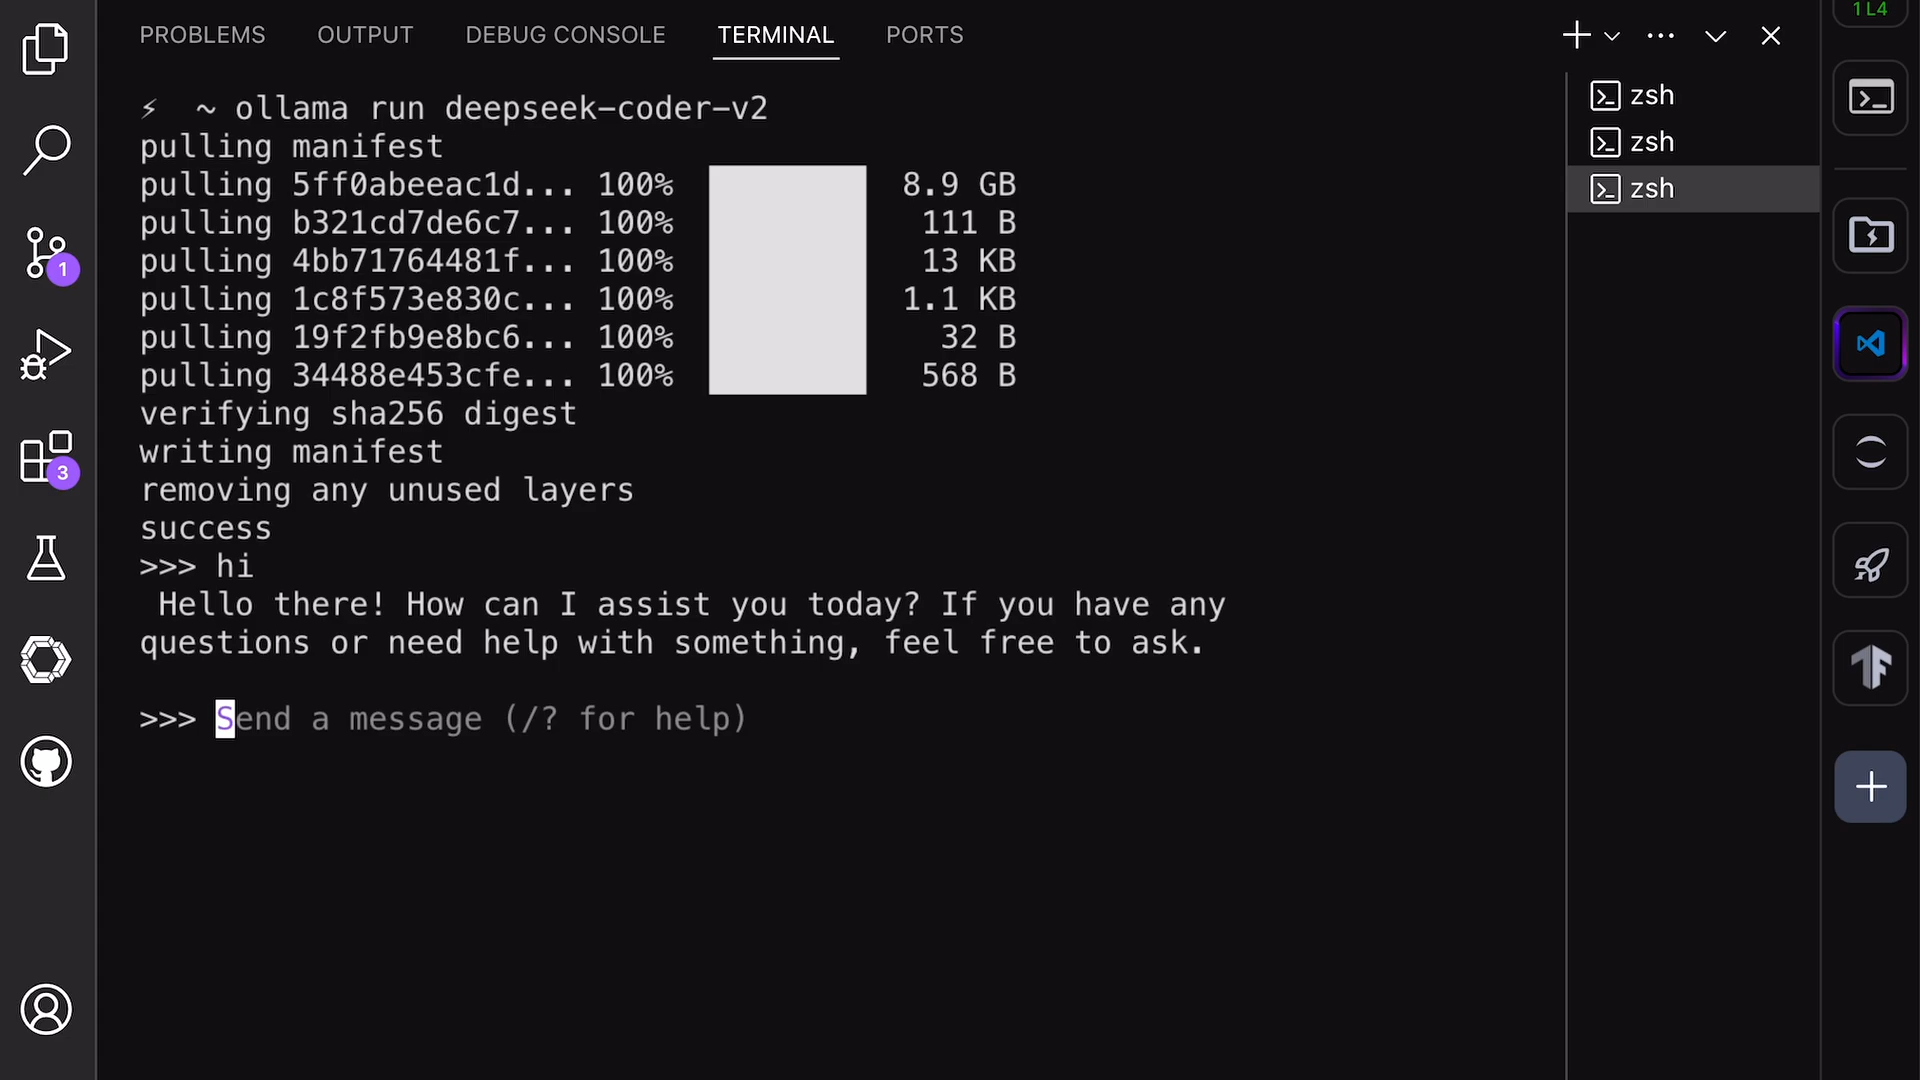 PROBLEMS OUTPUT DEBUG CONSOLE TERMINAL PORTS
1 L4
⚡ ~ ollama run deepseek-coder-v2
pulling manifest
pulling 5ff0abeeac1d... 100% 8.9 GB
pulling b321cd7de6c7... 100% 111 B
pulling 4bb71764481f... 100% 13 KB
pulling 1c8f573e830c... 100% 1.1 KB
pulling 19f2fb9e8bc6... 100% 32 B
pulling 34488e453cfe... 100% 568 B
verifying sha256 digest
writing manifest
removing any unused layers
success
>>> hi
Hello there! How can I assist you today? If you have any
questions or need help with something, feel free to ask.
>>> Send a message (/? for help)
zsh
zsh
zsh
1
3